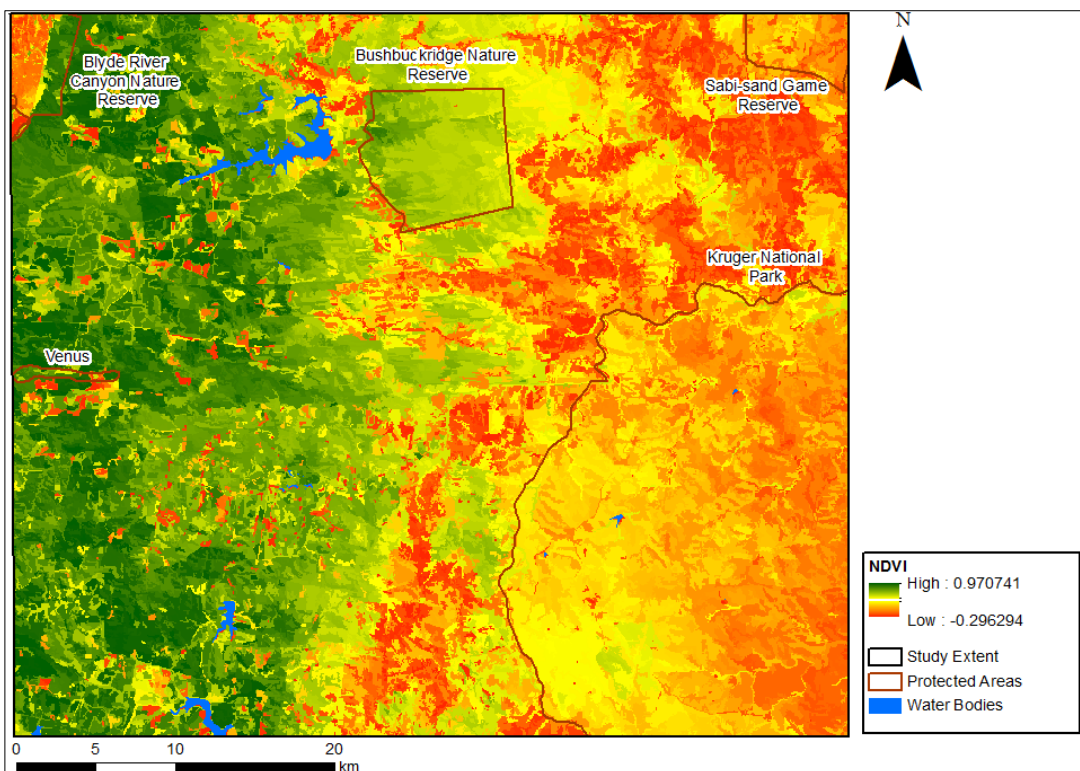 N
Blyde River
Canyon Nature
Reserve
Bushbuckridge Nature
Reserve
Sabi-sand Game
Reserve
Kruger National
Park
Venus
NDVI
High : 0.970741
Low : -0.296294
Study Extent
Protected Areas
Water Bodies
0 5 10 20
km